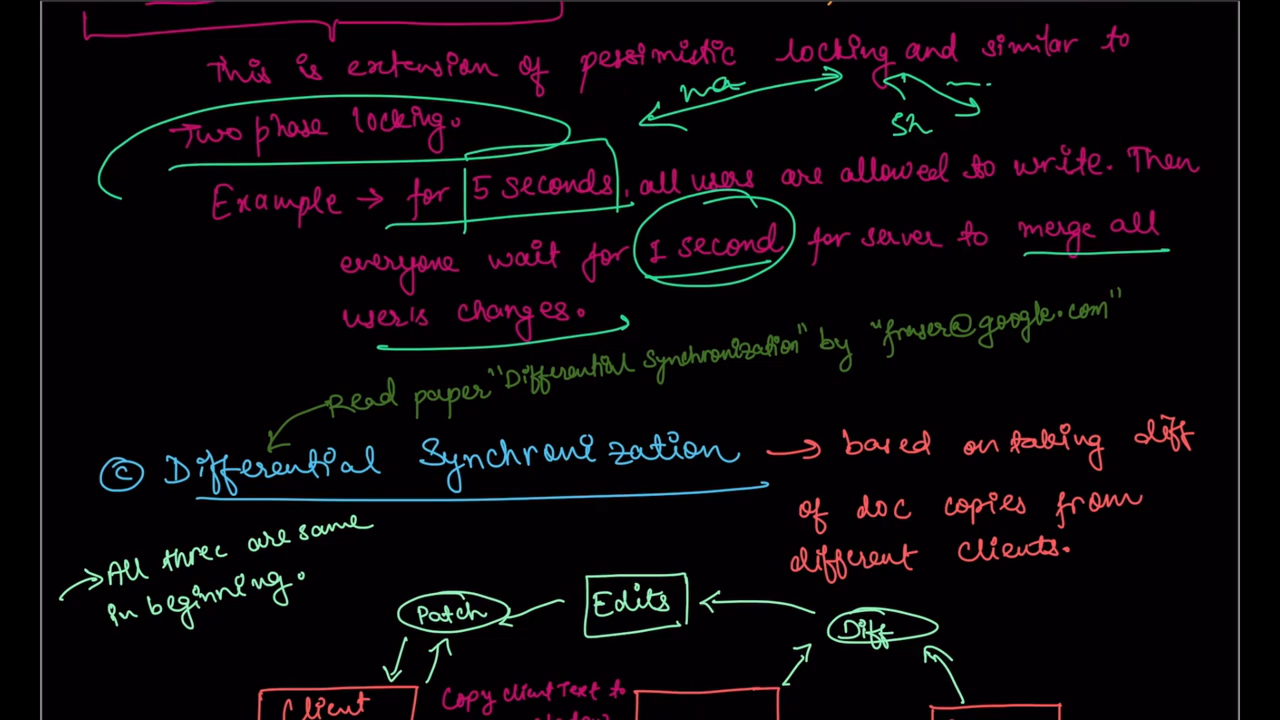 This is extension of pessimistic locking and similar to
ma
Sh
Two phase locking.
Example → for 5 seconds, all users are allowed to write. Then
everyone wait for 1 second for server to merge all
user's changes.
Read paper "Differential Synchronization" by "fraser@google.com"
C Differential Synchronization → based on taking diff
of doc copies from
different clients.
→ All three are same
in beginning.
Patch
Edits
Diff
Client
Copy client Text to